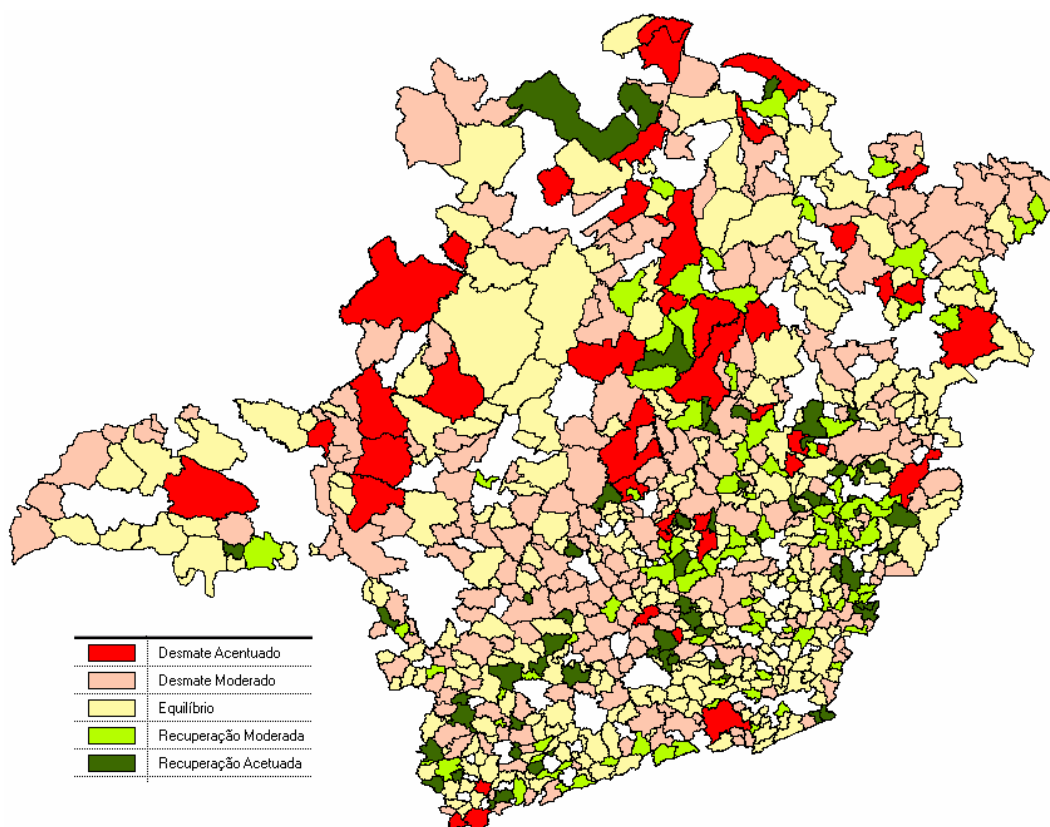 Desmate Acentuado
Desmate Moderado
Equilíbrio
Recuperação Moderada
Recuperação Acetuada